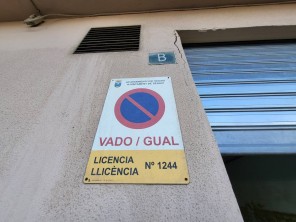 B
VADO / GUAL
LICENCIA
LLICÈNCIA
Nº 1244